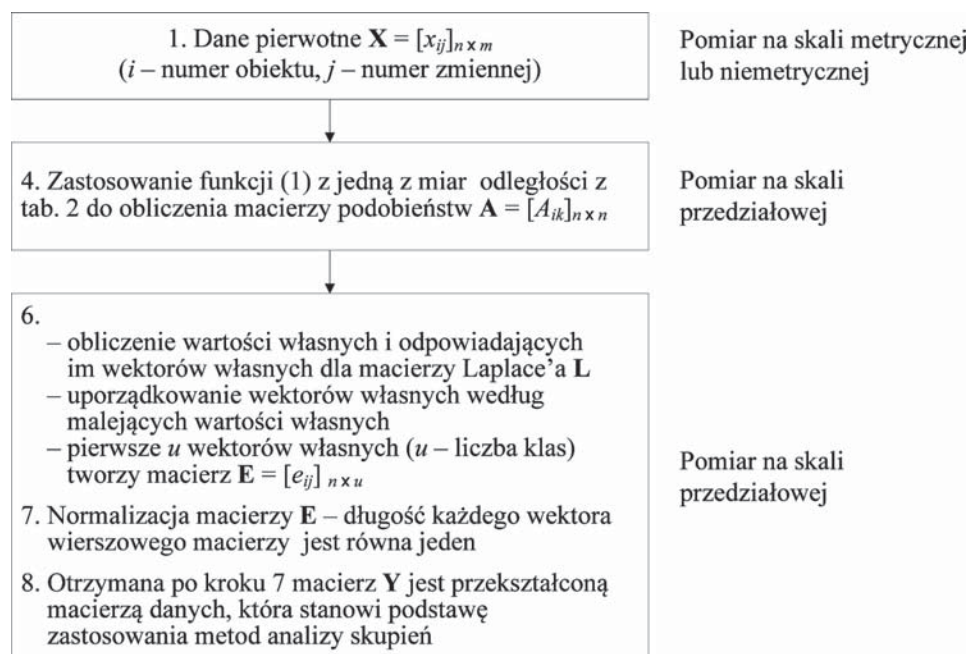 1. Dane pierwotne X = [xij]n x m
(i – numer obiektu, j – numer zmiennej)
Pomiar na skali metrycznej
lub niemetrycznej
4. Zastosowanie funkcji (1) z jedną z miar odległości z
tab. 2 do obliczenia macierzy podobieństw A = [Aik]n x n
Pomiar na skali
przedziałowej
6.
– obliczenie wartości własnych i odpowiadających
im wektorów własnych dla macierzy Laplace’a L
– uporządkowanie wektorów własnych według
malejących wartości własnych
– pierwsze u wektorów własnych (u – liczba klas)
tworzy macierz E = [eij] n x u
7. Normalizacja macierzy E – długość każdego wektora
wierszowego macierzy jest równa jeden
8. Otrzymana po kroku 7 macierz Y jest przekształconą
macierzą danych, która stanowi podstawę
zastosowania metod analizy skupień
Pomiar na skali
przedziałowej